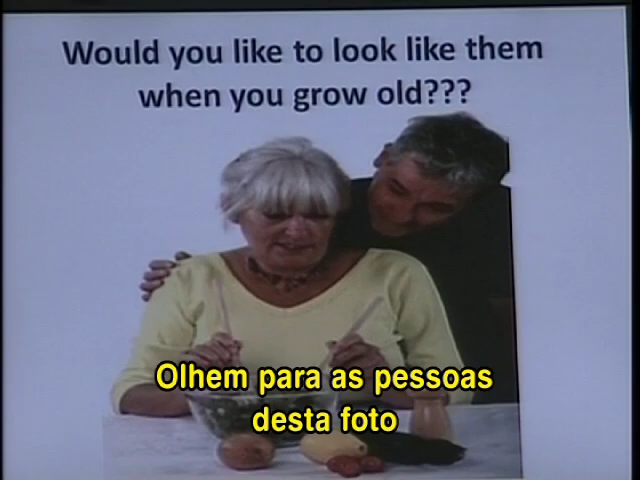 Would you like to look like them
when you grow old???
Olhem para as pessoas
desta foto